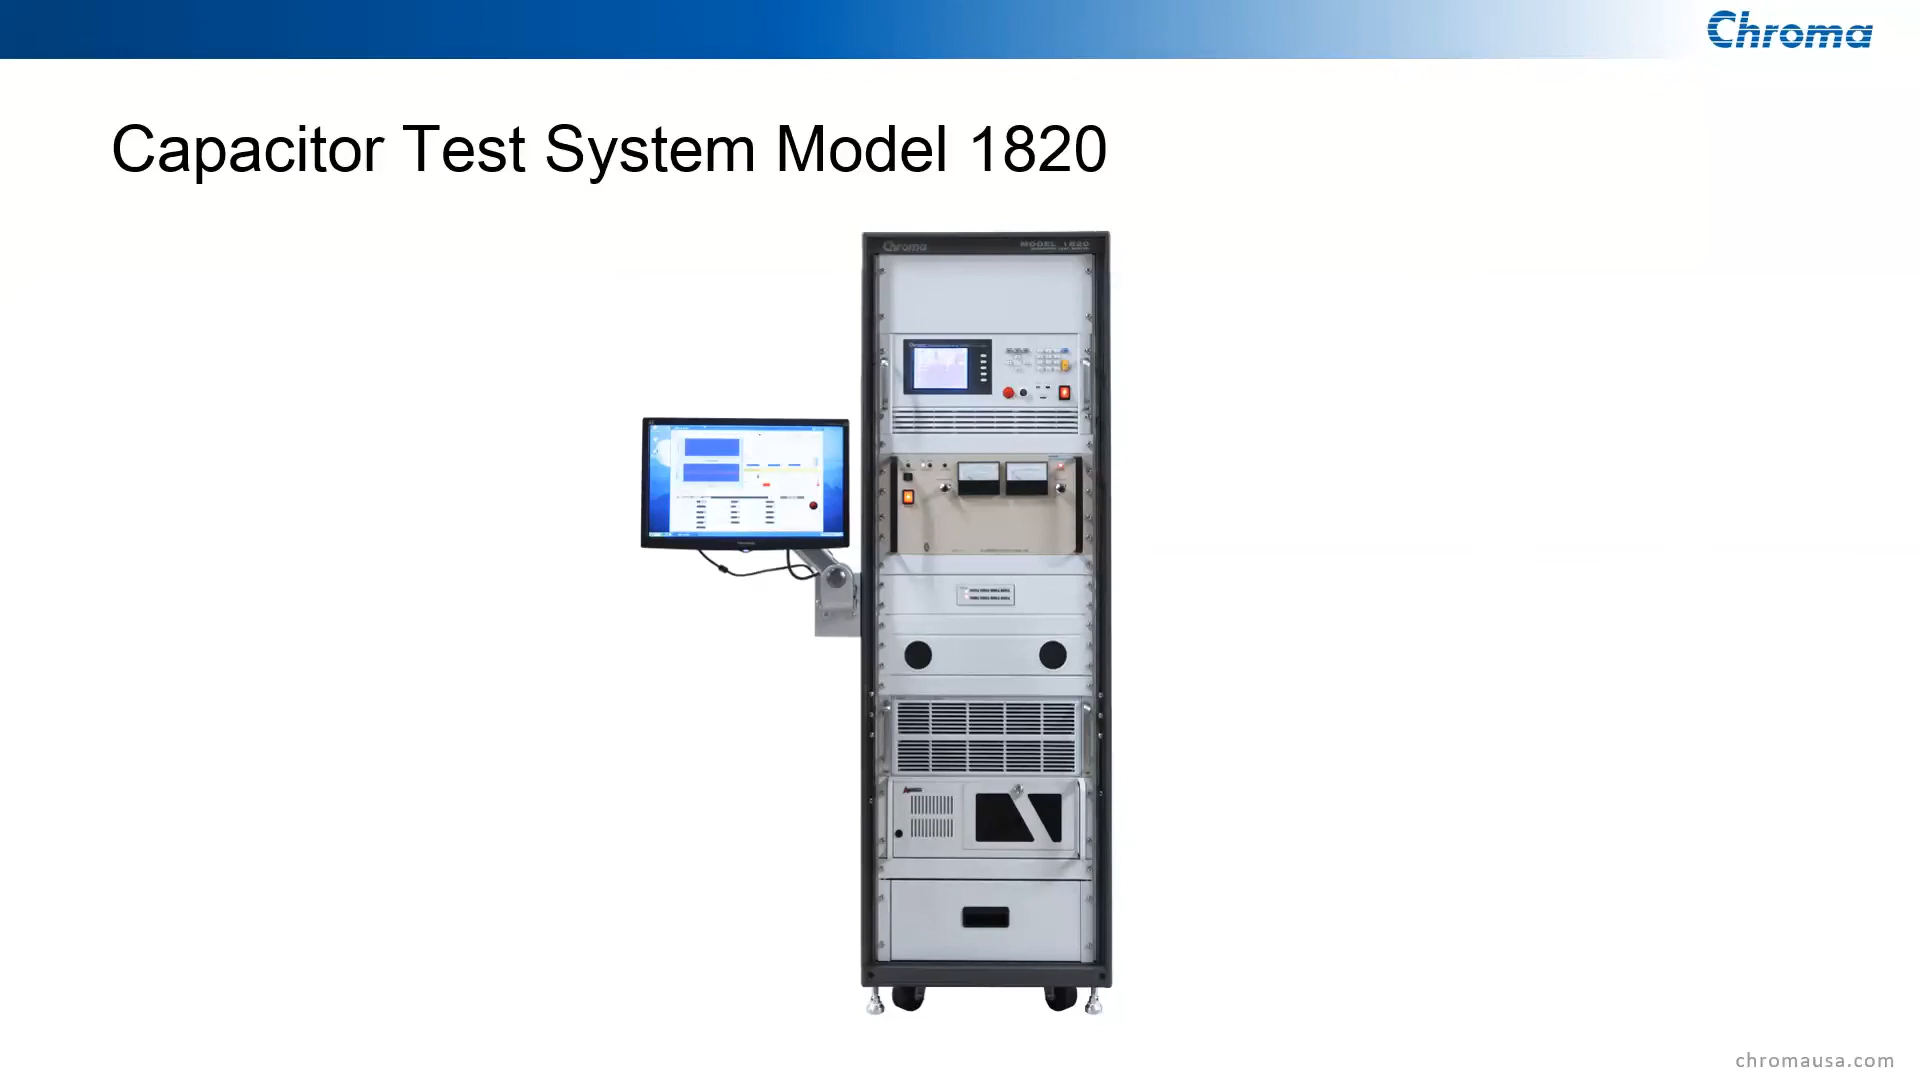 Chroma
Capacitor Test System Model 1820
Chroma
MODEL 1820
chromausa.com